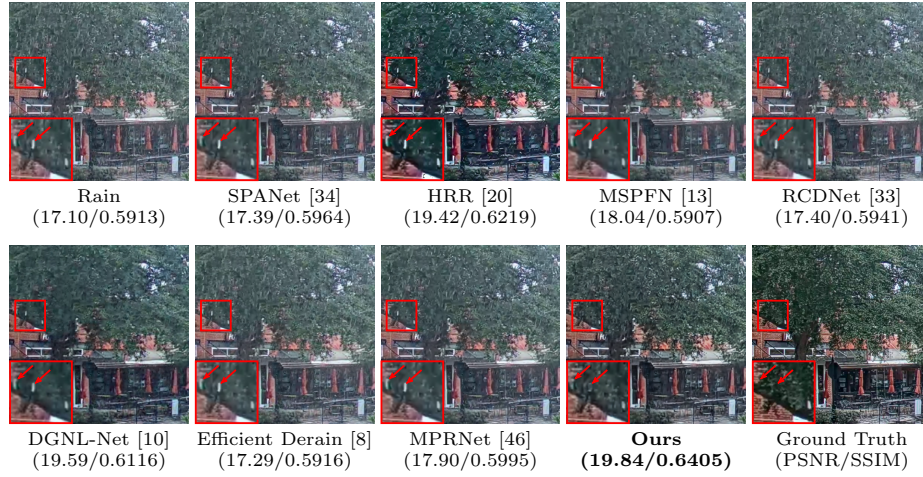 Rain
(17.10/0.5913)
SPANet [34]
(17.39/0.5964)
HRR [20]
(19.42/0.6219)
MSPFN [13]
(18.04/0.5907)
RCDNet [33]
(17.40/0.5941)
DGNL-Net [10]
(19.59/0.6116)
Efficient Derain [8]
(17.29/0.5916)
MPRNet [46]
(17.90/0.5995)
Ours
(19.84/0.6405)
Ground Truth
(PSNR/SSIM)